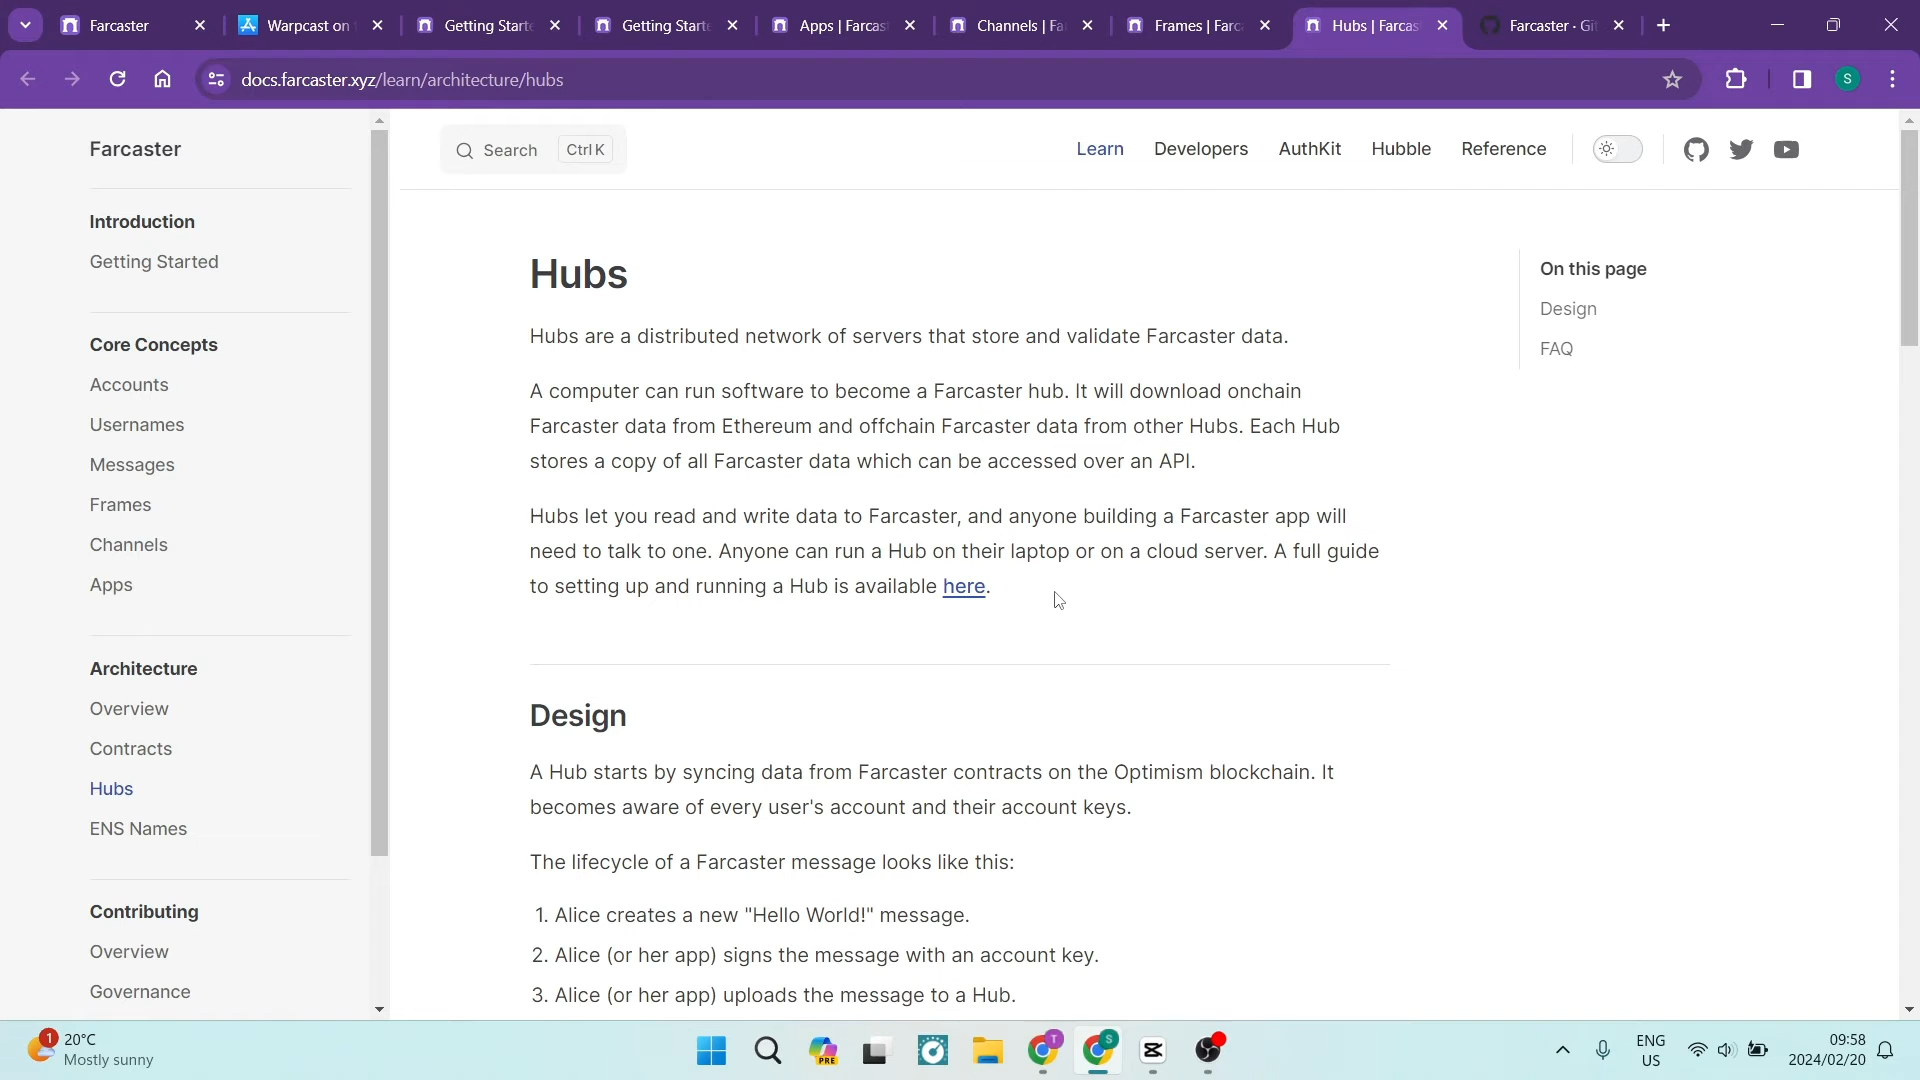 Farcaster
Warpcast on
Getting Starte
Getting Starte
Apps | Farcas
Channels | Fa
Frames | Farc
Hubs | Farcas
Farcaster · Git
docs.farcaster.xyz/learn/architecture/hubs
S
Farcaster
Search
Ctrl K
Learn
Developers
AuthKit
Hubble
Reference
Introduction
Getting Started
Core Concepts
Accounts
Usernames
Messages
Frames
Channels
Apps
Architecture
Overview
Contracts
Hubs
ENS Names
Contributing
Overview
Governance
Hubs
Hubs are a distributed network of servers that store and validate Farcaster data.
A computer can run software to become a Farcaster hub. It will download onchain
Farcaster data from Ethereum and offchain Farcaster data from other Hubs. Each Hub
stores a copy of all Farcaster data which can be accessed over an API.
Hubs let you read and write data to Farcaster, and anyone building a Farcaster app will
need to talk to one. Anyone can run a Hub on their laptop or on a cloud server. A full guide
to setting up and running a Hub is available here.
Design
A Hub starts by syncing data from Farcaster contracts on the Optimism blockchain. It
becomes aware of every user's account and their account keys.
The lifecycle of a Farcaster message looks like this:
1. Alice creates a new "Hello World!" message.
2. Alice (or her app) signs the message with an account key.
3. Alice (or her app) uploads the message to a Hub.
On this page
Design
FAQ
1
20°C
Mostly sunny
PRE
T
S
ENG
US
09:58
2024/02/20